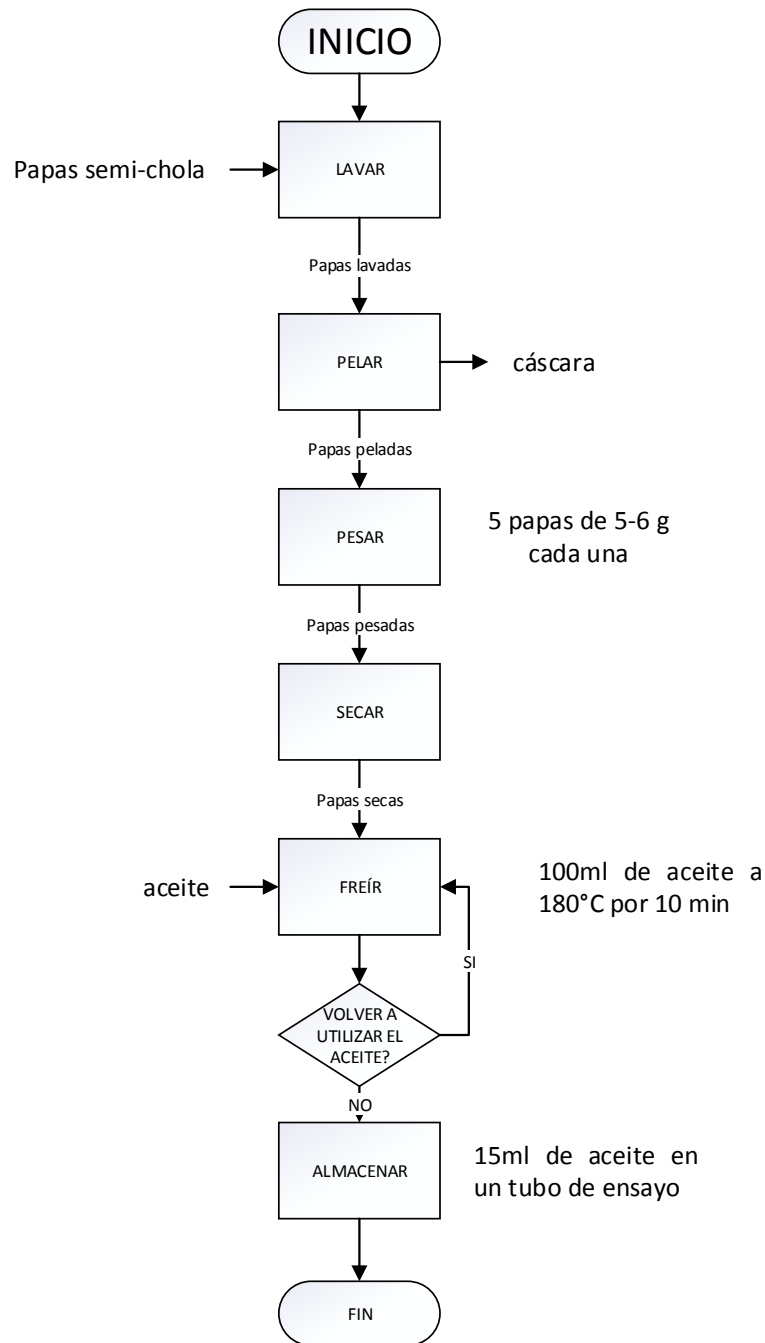 INICIO
Papas semi-chola
LAVAR
Papas lavadas
PELAR
cáscara
Papas peladas
PESAR
5 papas de 5-6 g
cada una
Papas pesadas
SECAR
Papas secas
aceite
FREÍR
100ml de aceite a
180°C por 10 min
SI
VOLVER A
UTILIZAR EL
ACEITE?
NO
ALMACENAR
15ml de aceite en
un tubo de ensayo
FIN